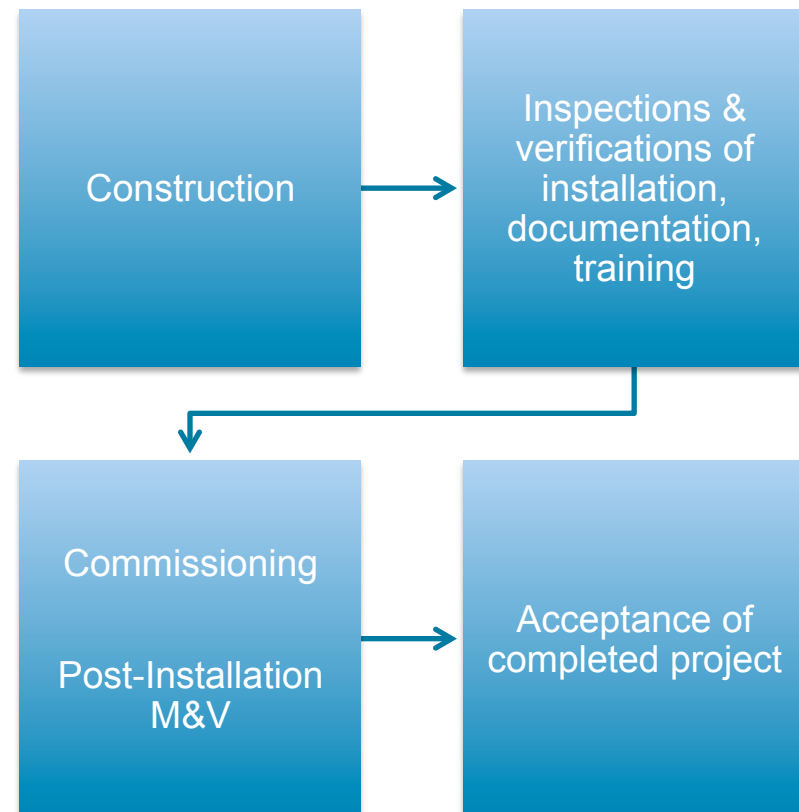 Construction
Inspections &
verifications of
installation,
documentation,
training
Commissioning
Post-Installation
M&V
Acceptance of
completed project